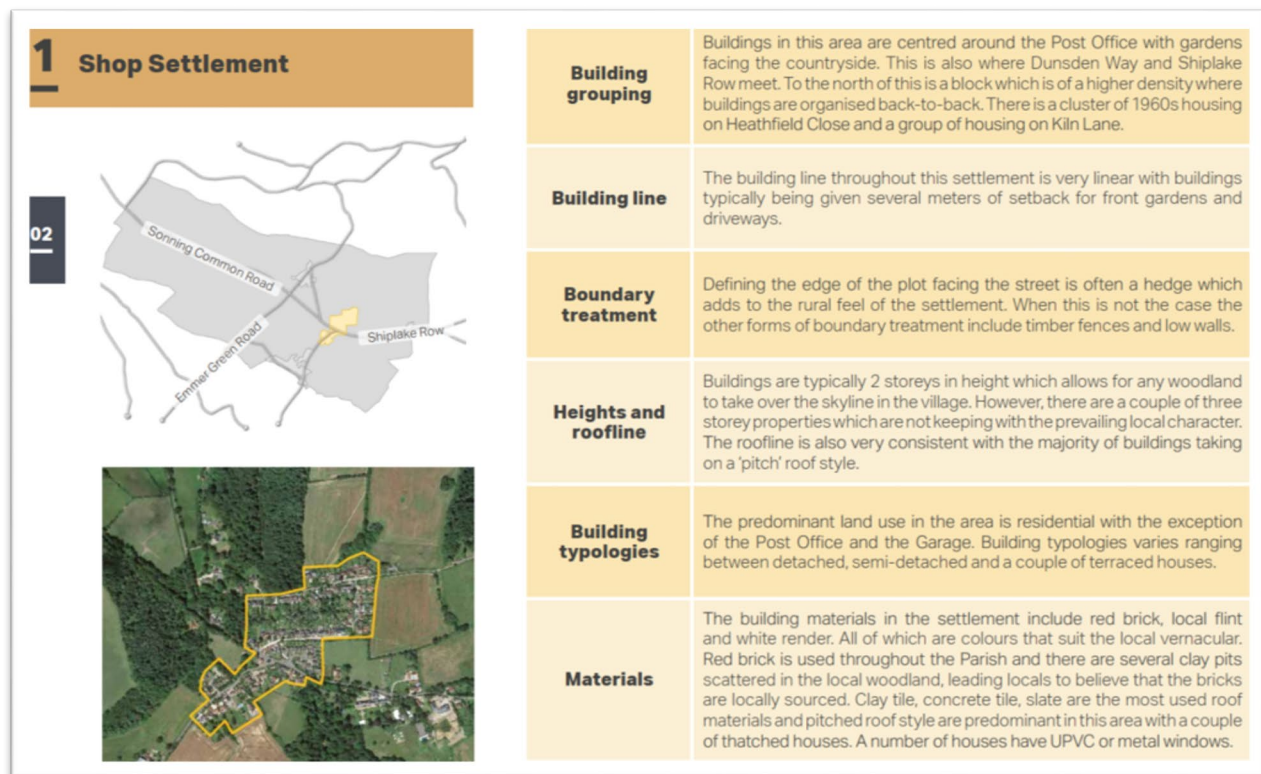 1 Shop Settlement
02
Sonning Common Road
Emmer Green Road
Shiplake Row
Building
grouping
Buildings in this area are centred around the Post Office with gardens
facing the countryside. This is also where Dunsden Way and Shiplake
Row meet. To the north of this is a block which is of a higher density where
buildings are organised back-to-back. There is a cluster of 1960s housing
on Heathfield Close and a group of housing on Kiln Lane.
Building line
The building line throughout this settlement is very linear with buildings
typically being given several meters of setback for front gardens and
driveways.
Boundary
treatment
Defining the edge of the plot facing the street is often a hedge which
adds to the rural feel of the settlement. When this is not the case the
other forms of boundary treatment include timber fences and low walls.
Heights and
roofline
Buildings are typically 2 storeys in height which allows for any woodland
to take over the skyline in the village. However, there are a couple of three
storey properties which are not keeping with the prevailing local character.
The roofline is also very consistent with the majority of buildings taking
on a ‘pitch’ roof style.
Building
typologies
The predominant land use in the area is residential with the exception
of the Post Office and the Garage. Building typologies varies ranging
between detached, semi-detached and a couple of terraced houses.
Materials
The building materials in the settlement include red brick, local flint
and white render. All of which are colours that suit the local vernacular.
Red brick is used throughout the Parish and there are several clay pits
scattered in the local woodland, leading locals to believe that the bricks
are locally sourced. Clay tile, concrete tile, slate are the most used roof
materials and pitched roof style are predominant in this area with a couple
of thatched houses. A number of houses have UPVC or metal windows.